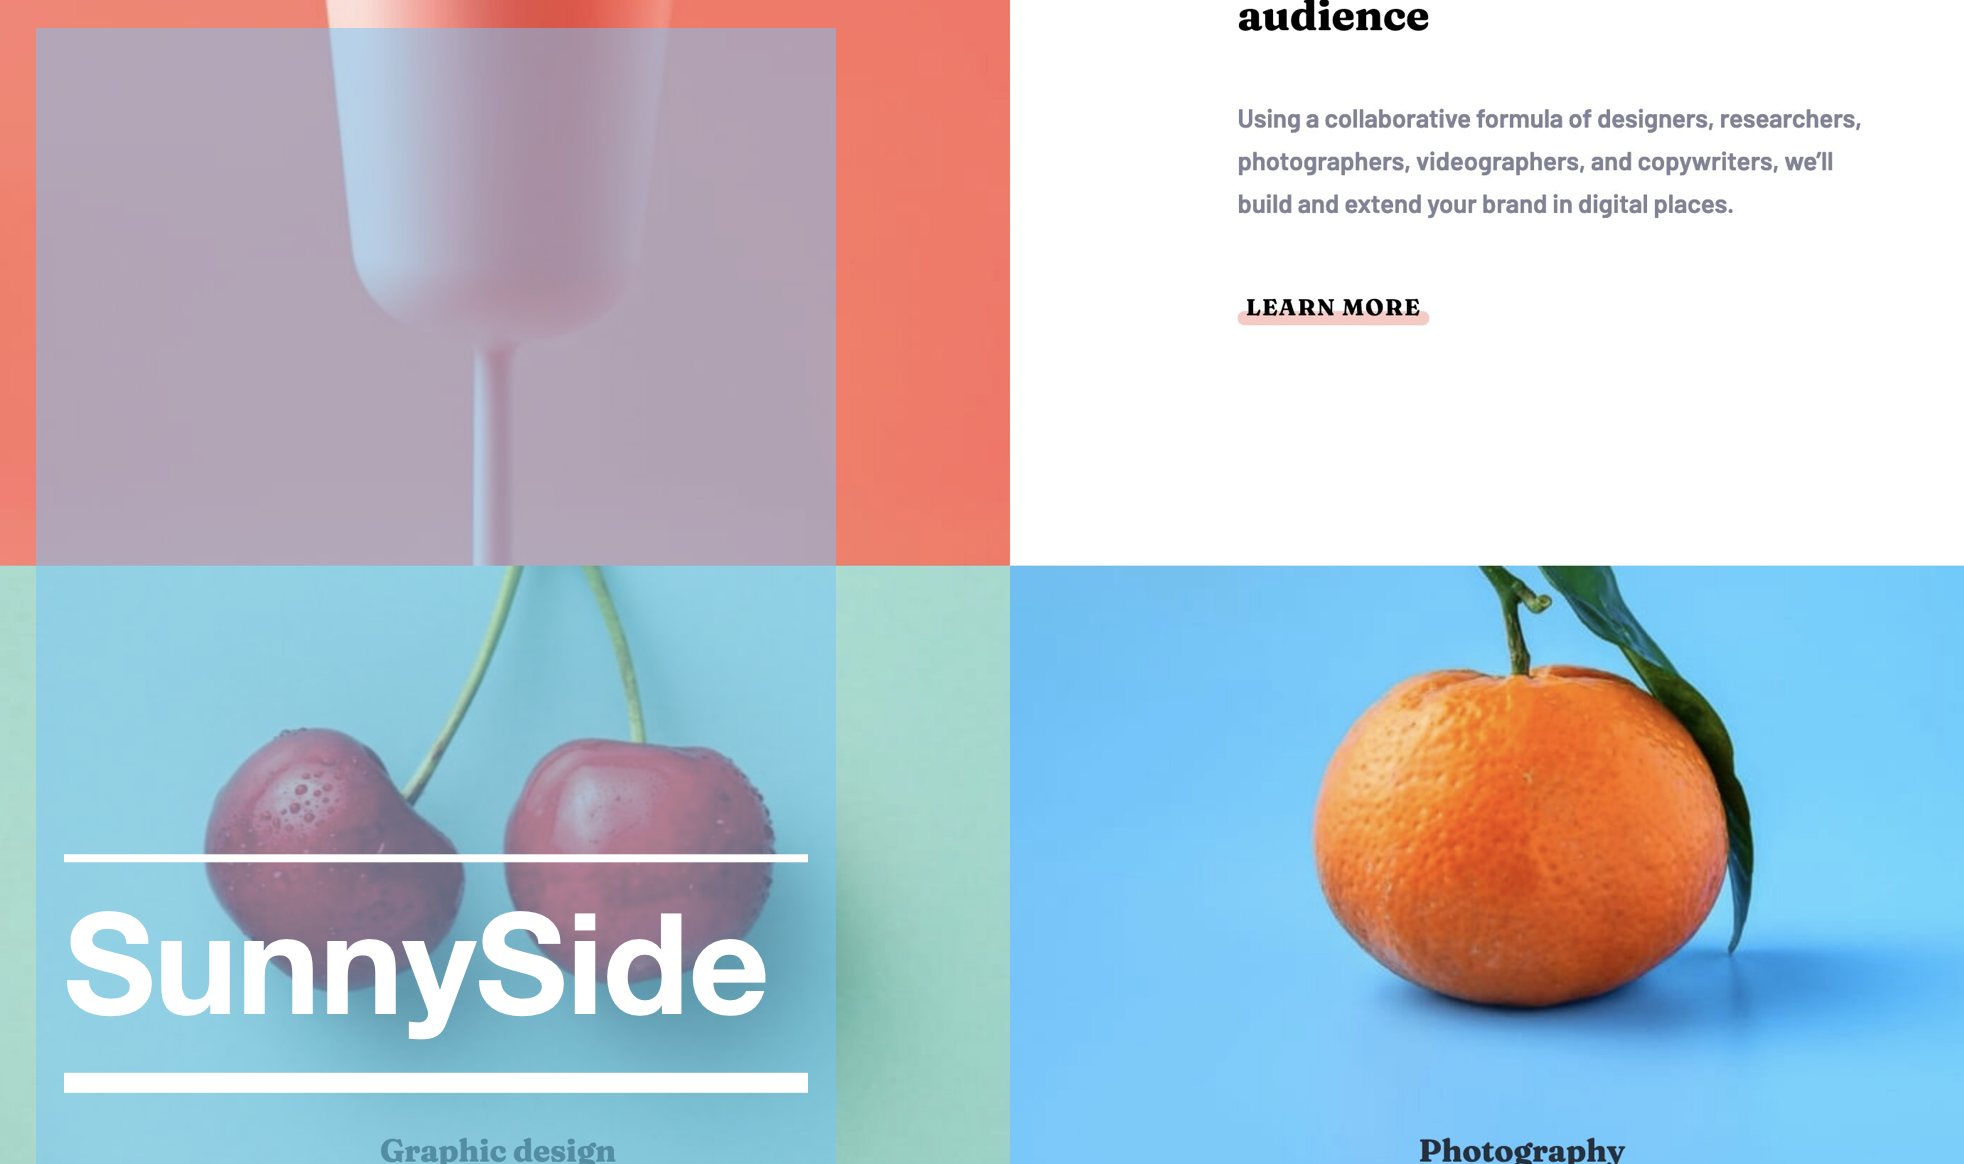 audience
Using a collaborative formula of designers, researchers,
photographers, videographers, and copywriters, we’ll
build and extend your brand in digital places.
LEARN MORE
SunnySide
Graphic design
Photography